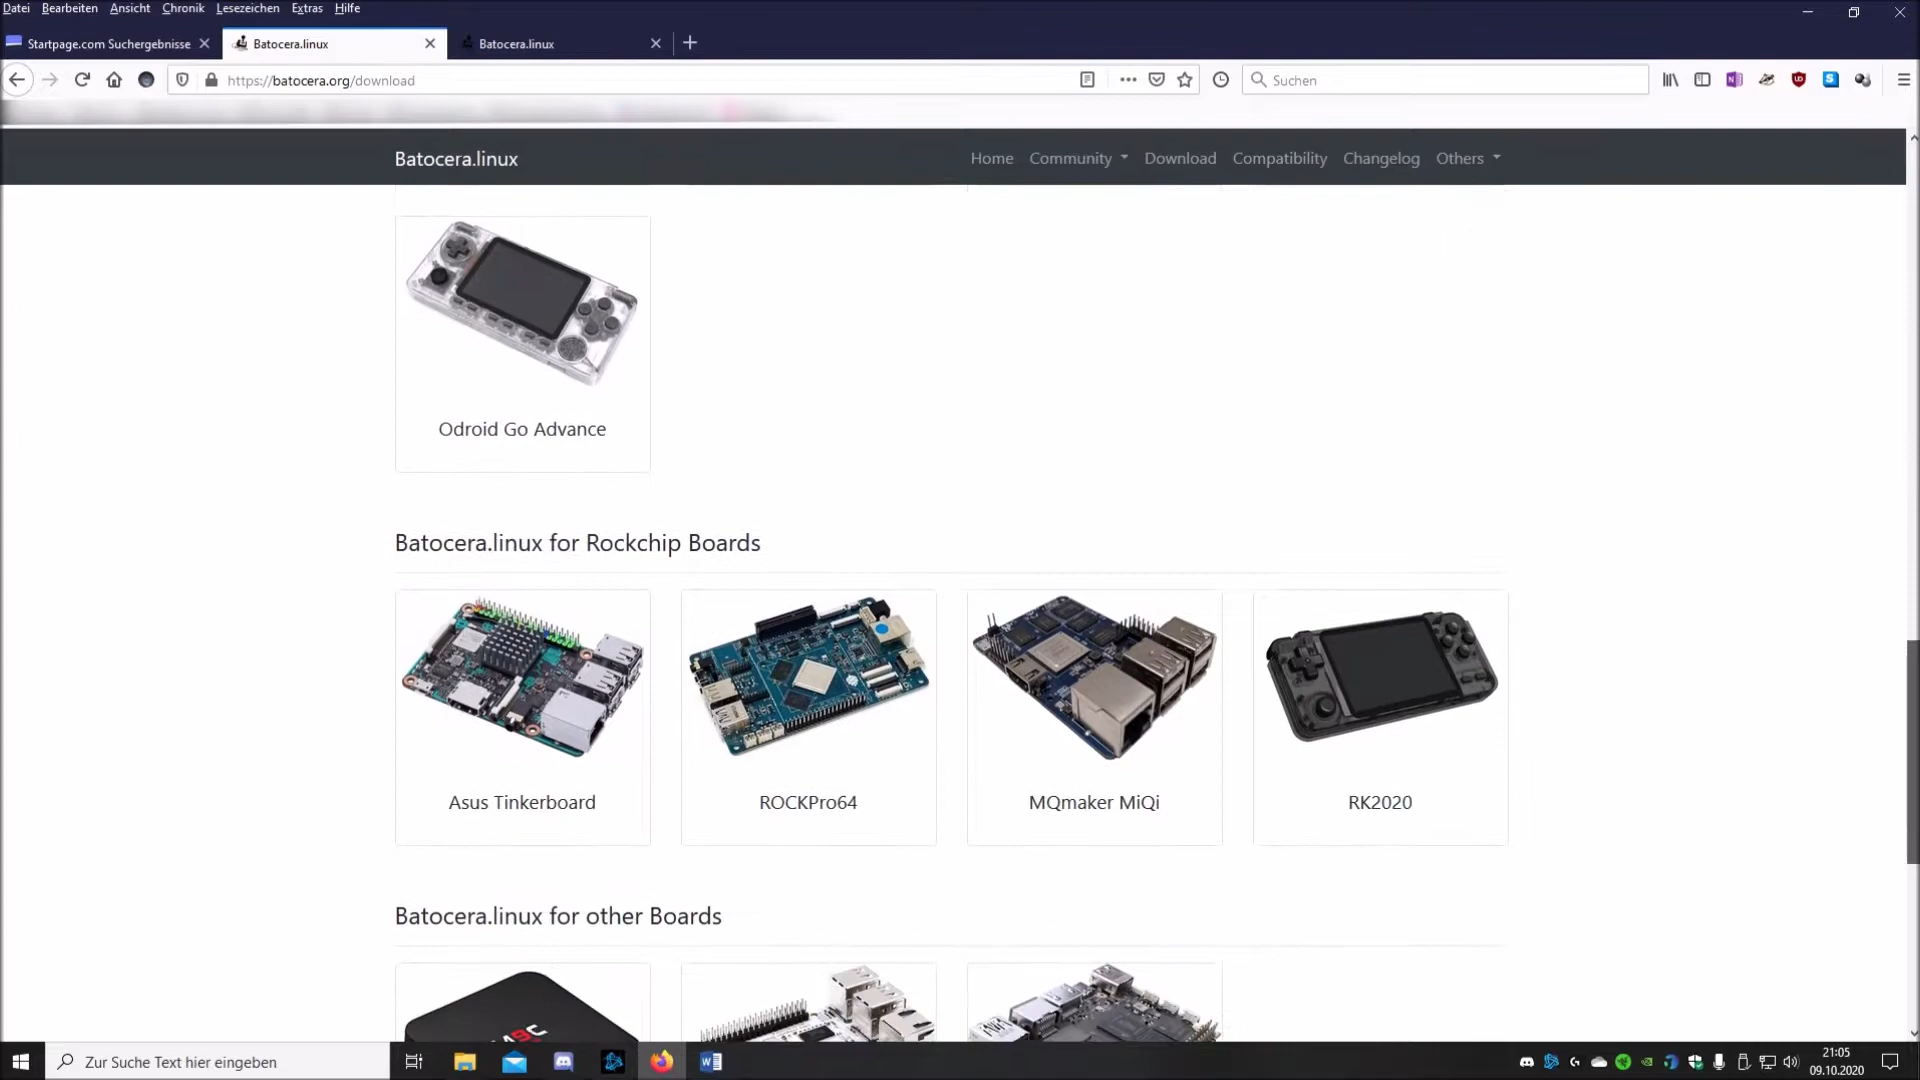 Datei Bearbeiten Ansicht Chronik Lesezeichen Extras Hilfe
Startpage.com Suchergebnisse
Batocera.linux
Batocera.linux
https://batocera.org/download
Suchen
Batocera.linux
Home Community Download Compatibility Changelog Others
Odroid Go Advance
Batocera.linux for Rockchip Boards
Asus Tinkerboard
ROCKPro64
MQmaker MiQi
RK2020
Batocera.linux for other Boards
Zur Suche Text hier eingeben
21:05
09.10.2020